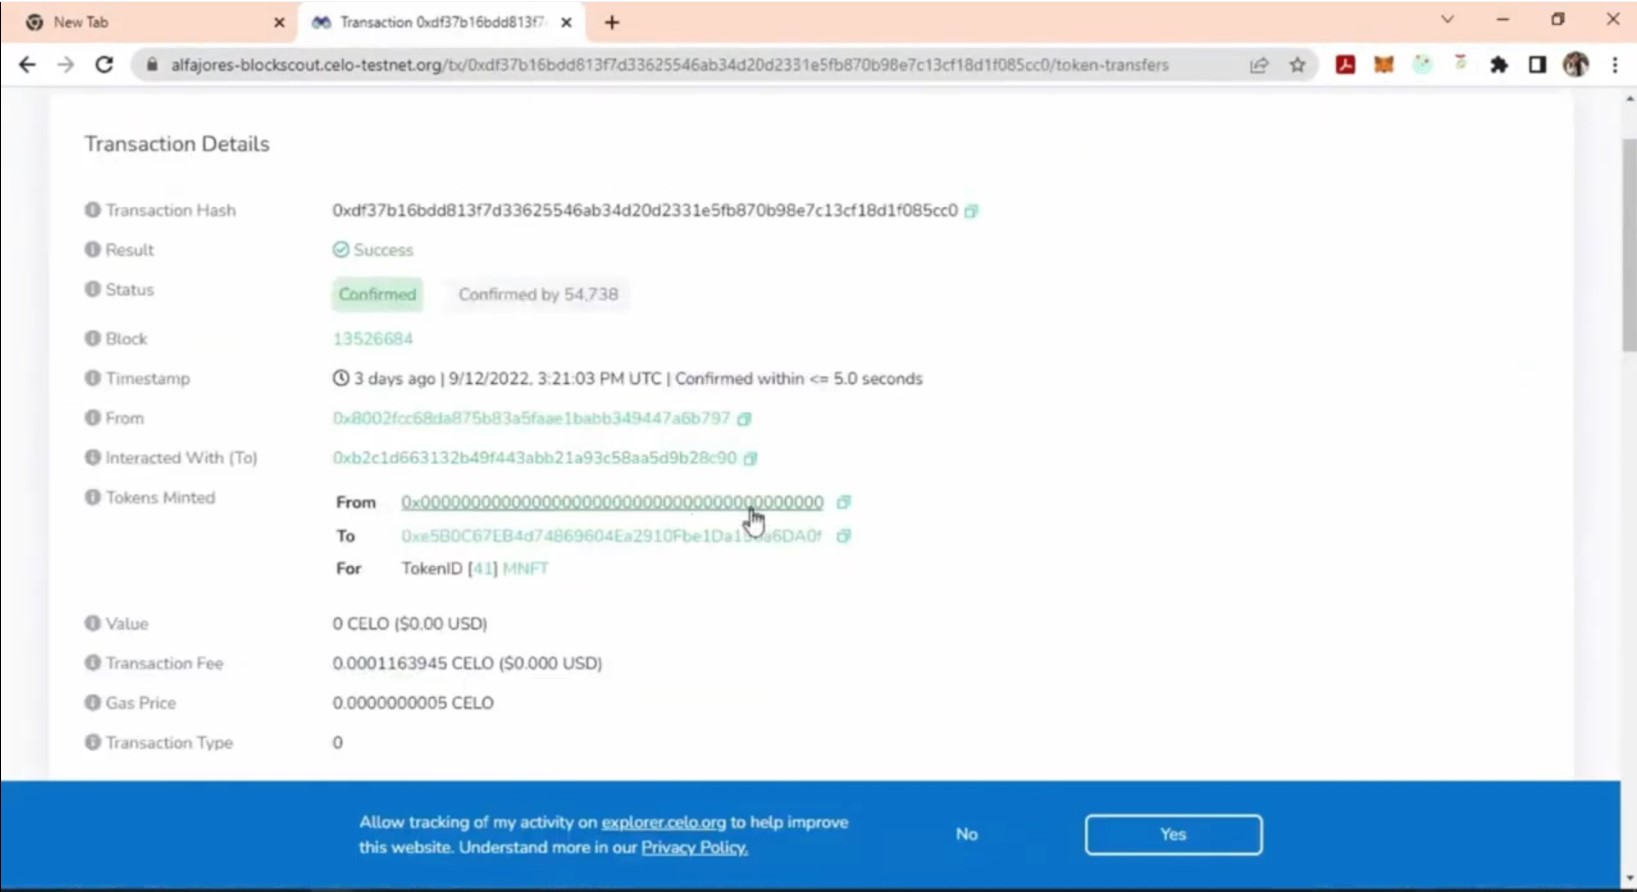 New Tab
Transaction 0xdf37b16bdd813f7
alfajores-blockscout.celo-testnet.org/tx/0xdf37b16bdd813f7d33625546ab34d20d2331e5fb870b98e7c13cf18d1f085cc0/token-transfers
Transaction Details
Transaction Hash 0xdf37b16bdd813f7d33625546ab34d20d2331e5fb870b98e7c13cf18d1f085cc0
Result Success
Status Confirmed Confirmed by 54,738
Block 13526684
Timestamp 3 days ago | 9/12/2022, 3:21:03 PM UTC | Confirmed within <= 5.0 seconds
From 0x8002fcc68da875b83a5faae1babb349447a6b797
Interacted With (To) 0xb2c1d663132b49f443abb21a93c58aa5d9b28c90
Tokens Minted From 0x0000000000000000000000000000000000000000
To
For TokenID [41] MNFT
Value 0 CELO ($0.00 USD)
Transaction Fee 0.0001163945 CELO ($0.000 USD)
Gas Price 0.0000000005 CELO
Transaction Type 0
Allow tracking of my activity on explorer.celo.org to help improve
this website. Understand more in our Privacy Policy.
No
Yes